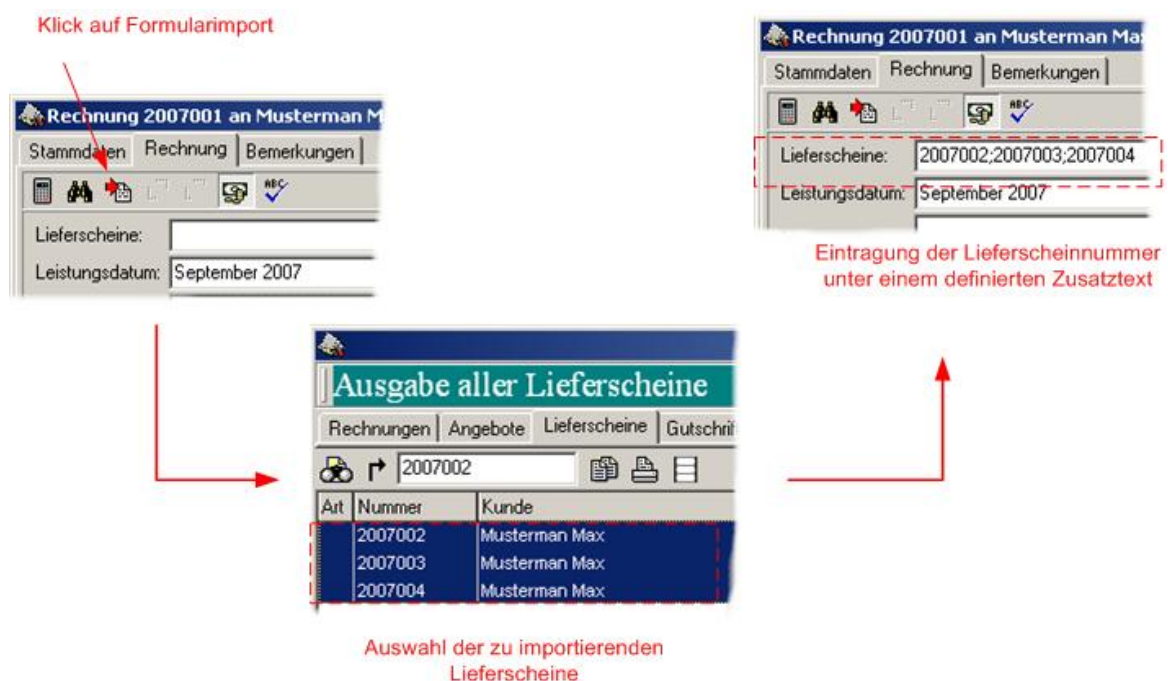 Klick auf Formularimport
Rechnung 2007001 an Musterman M
Stammdaten Rechnung Bemerkungen
ABC
Lieferscheine:
Leistungsdatum: September 2007
Ausgabe aller Lieferscheine
Rechnungen Angebote Lieferscheine Gutschrif
2007002
Art Nummer Kunde
2007002 Musterman Max
2007003 Musterman Max
2007004 Musterman Max
Auswahl der zu importierenden
Lieferscheine
Rechnung 2007001 an Musterman Ma
Stammdaten Rechnung Bemerkungen
ABC
Lieferscheine: 2007002;2007003;2007004
Leistungsdatum: September 2007
Eintragung der Lieferscheinnummer
unter einem definierten Zusatztext